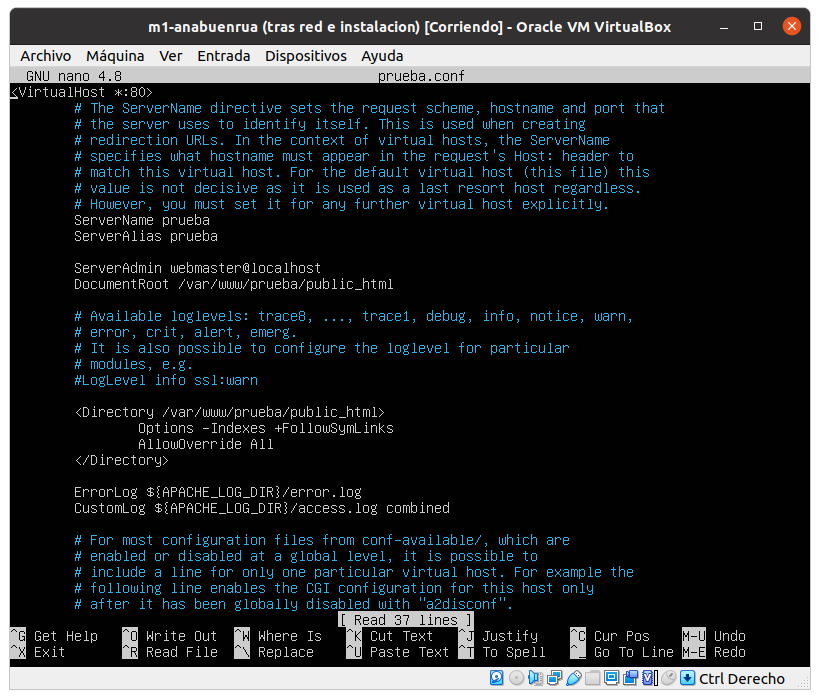 m1-anabuenrua (tras red e instalacion) [Corriendo] - Oracle VM VirtualBox
Archivo Máquina Ver Entrada Dispositivos Ayuda
GNU nano 4.8 prueba.conf
<VirtualHost *:80>
# The ServerName directive sets the request scheme, hostname and port that
# the server uses to identify itself. This is used when creating
# redirection URLs. In the context of virtual hosts, the ServerName
# specifies what hostname must appear in the request's Host: header to
# match this virtual host. For the default virtual host (this file) this
# value is not decisive as it is used as a last resort host regardless.
# However, you must set it for any further virtual host explicitly.
ServerName prueba
ServerAlias prueba
ServerAdmin webmaster@localhost
DocumentRoot /var/www/prueba/public_html
# Available loglevels: trace8, ..., trace1, debug, info, notice, warn,
# error, crit, alert, emerg.
# It is also possible to configure the loglevel for particular
# modules, e.g.
#LogLevel info ssl:warn
<Directory /var/www/prueba/public_html>
Options -Indexes +FollowSymLinks
AllowOverride All
</Directory>
ErrorLog ${APACHE_LOG_DIR}/error.log
CustomLog ${APACHE_LOG_DIR}/access.log combined
# For most configuration files from conf-available/, which are
# enabled or disabled at a global level, it is possible to
# include a line for only one particular virtual host. For example the
# following line enables the CGI configuration for this host only
# after it has been globally disabled with "a2disconf".
[ Read 37 lines ]
^G Get Help ^O Write Out ^W Where Is ^K Cut Text ^J Justify ^C Cur Pos M-U Undo
^X Exit ^R Read File ^\ Replace ^U Paste Text ^T To Spell ^_ Go To Line M-E Redo
Ctrl Derecho